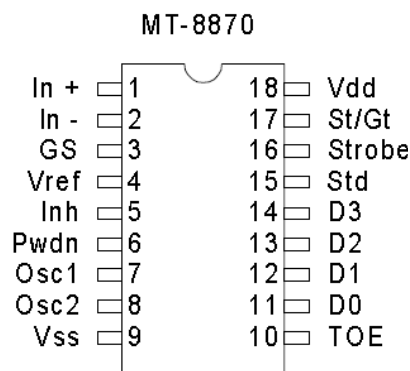 MT-8870
In + 1 18 Vdd
In - 2 17 St/Gt
GS 3 16 Strobe
Vref 4 15 Std
Inh 5 14 D3
Pwdn 6 13 D2
Osc1 7 12 D1
Osc2 8 11 D0
Vss 9 10 TOE